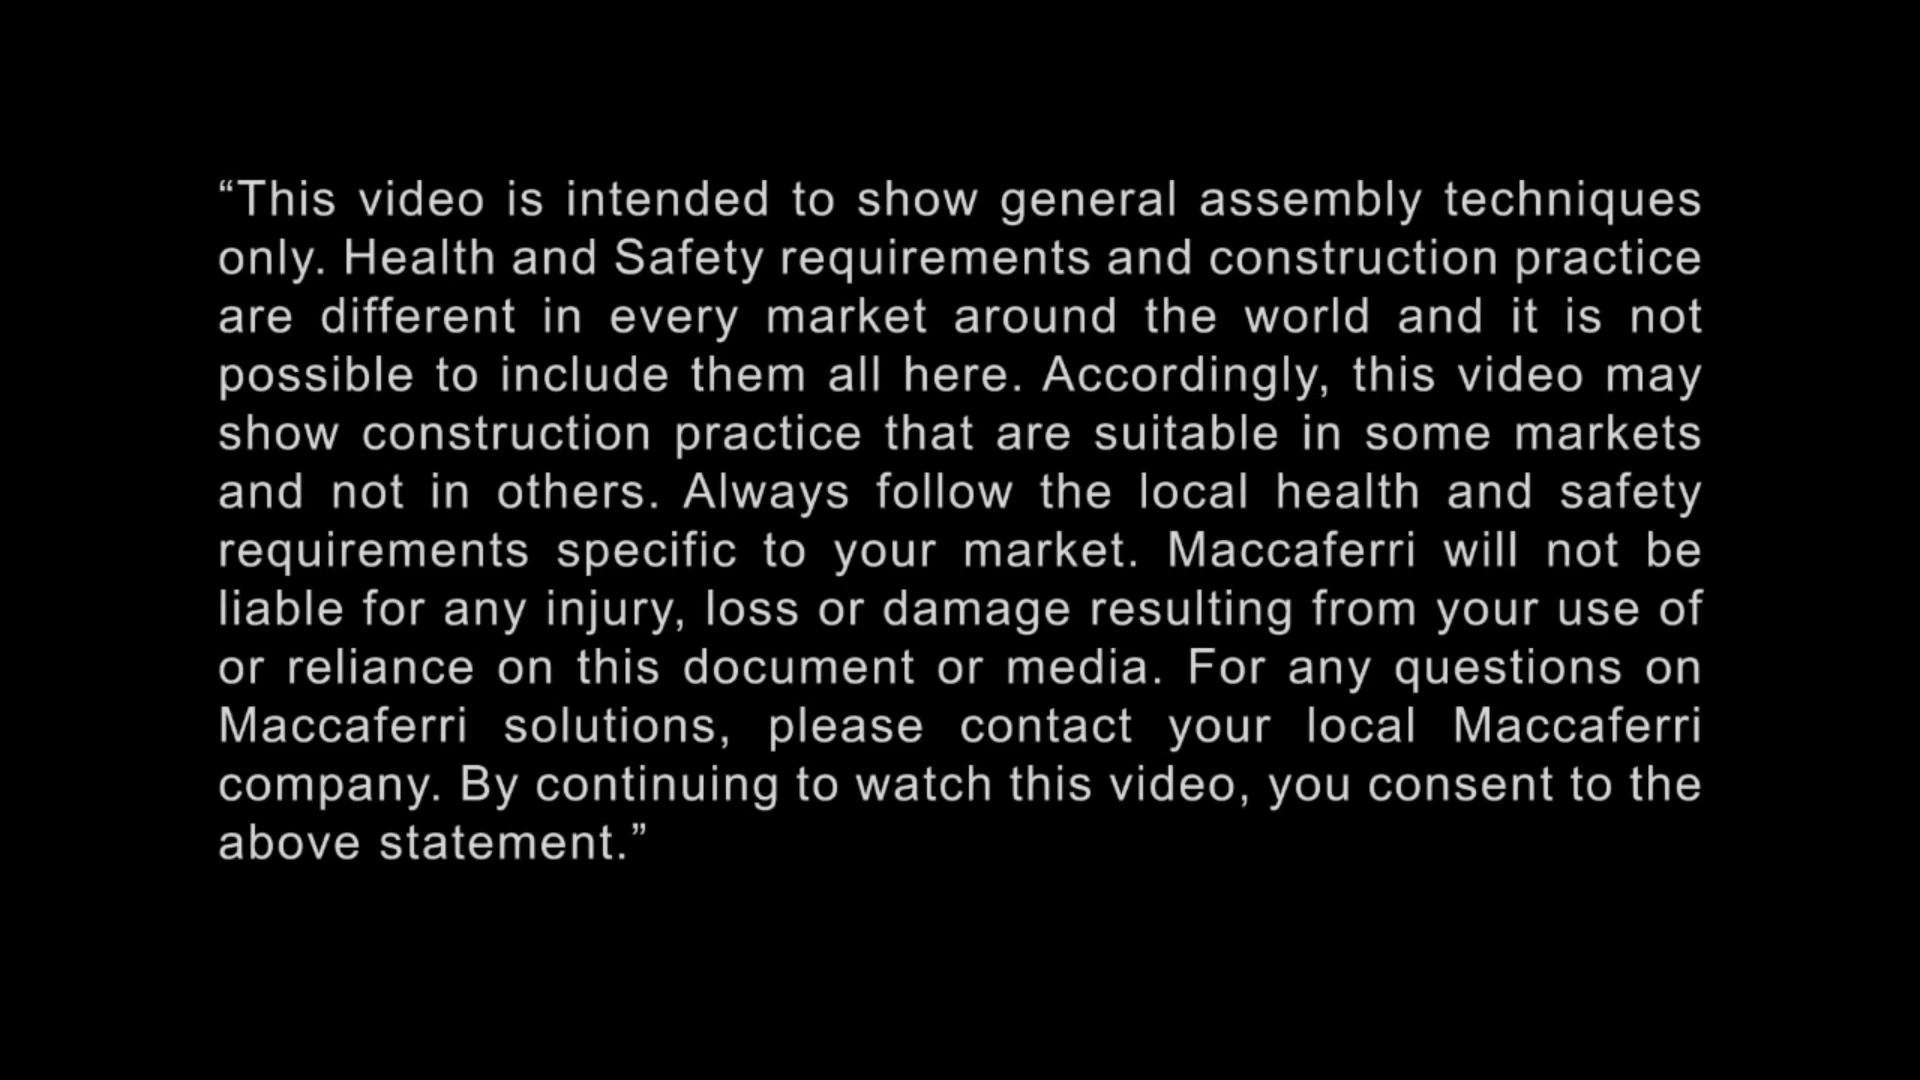 “This video is intended to show general assembly techniques
only. Health and Safety requirements and construction practice
are different in every market around the world and it is not
possible to include them all here. Accordingly, this video may
show construction practice that are suitable in some markets
and not in others. Always follow the local health and safety
requirements specific to your market. Maccaferri will not be
liable for any injury, loss or damage resulting from your use of
or reliance on this document or media. For any questions on
Maccaferri solutions, please contact your local Maccaferri
company. By continuing to watch this video, you consent to the
above statement.”